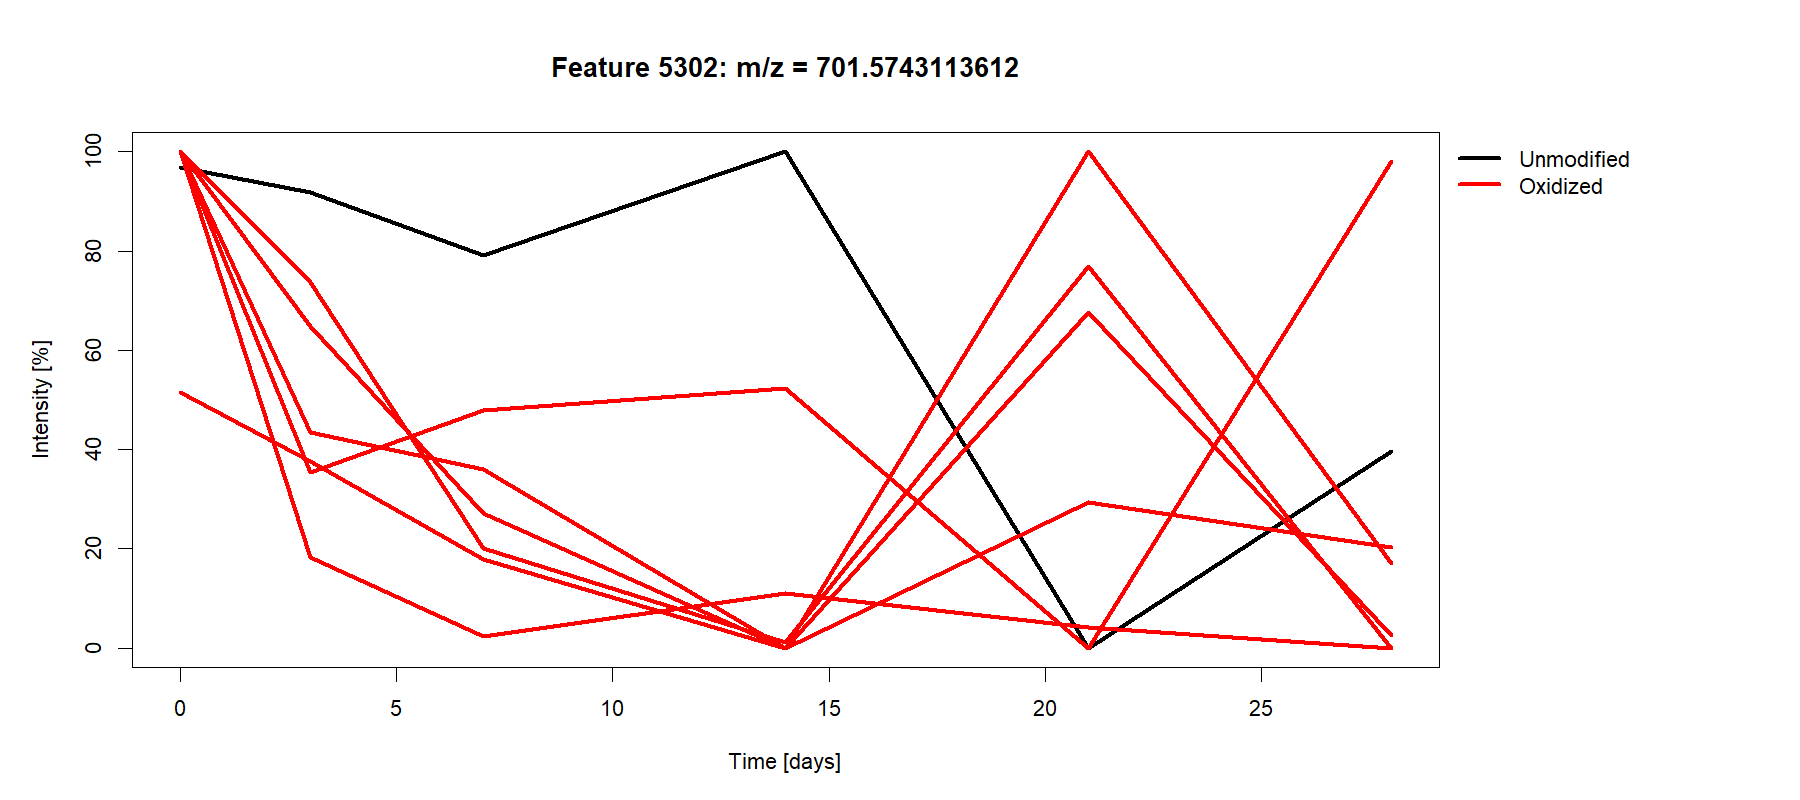 Feature 5302: m/z = 701.5743113612
Unmodified
Oxidized
Intensity [%]
100
80
60
40
20
0
0 5 10 15 20 25
Time [days]